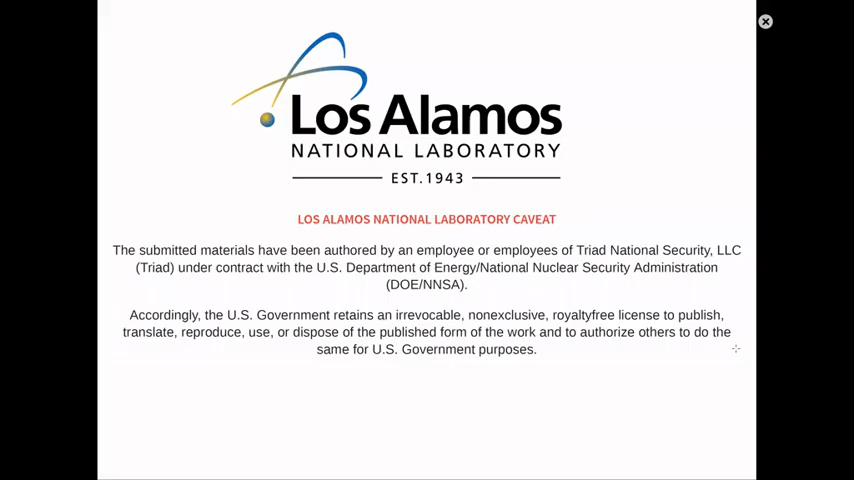 Los Alamos
NATIONAL LABORATORY
EST.1943
LOS ALAMOS NATIONAL LABORATORY CAVEAT
The submitted materials have been authored by an employee or employees of Triad National Security, LLC
(Triad) under contract with the U.S. Department of Energy/National Nuclear Security Administration
(DOE/NNSA).
Accordingly, the U.S. Government retains an irrevocable, nonexclusive, royaltyfree license to publish,
translate, reproduce, use, or dispose of the published form of the work and to authorize others to do the
same for U.S. Government purposes.